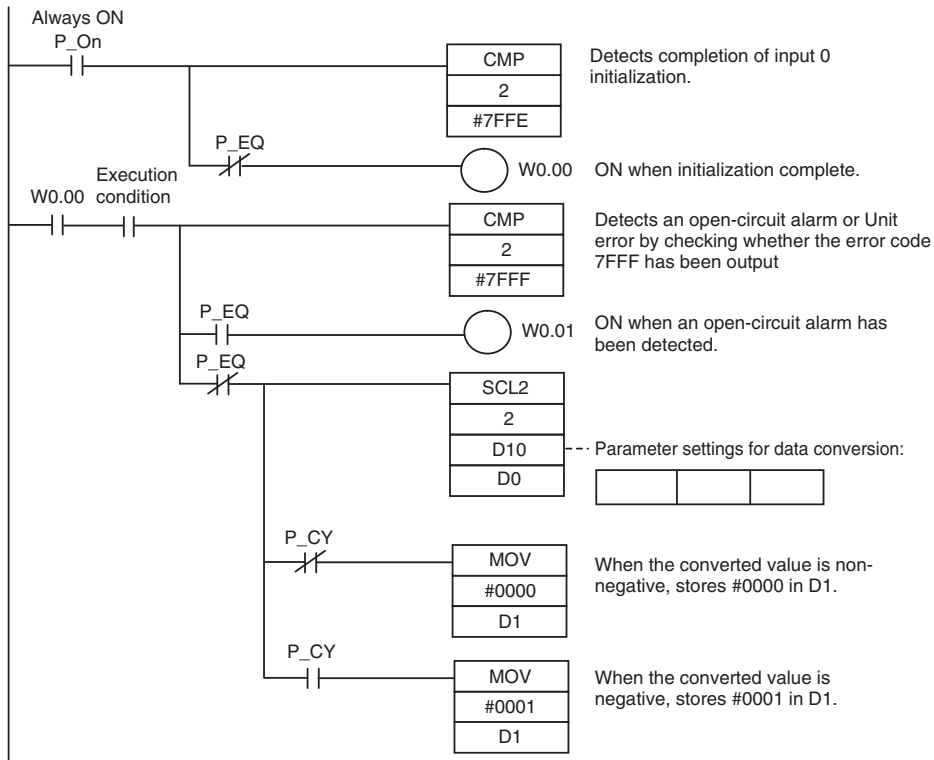 Always ON
P_On
CMP
2
#7FFE
Detects completion of input 0
initialization.
P_EQ
W0.00
ON when initialization complete.
Execution
W0.00 condition
CMP
2
#7FFF
Detects an open-circuit alarm or Unit
error by checking whether the error code
7FFF has been output
P_EQ
W0.01
ON when an open-circuit alarm has
been detected.
P_EQ
SCL2
2
D10
D0
Parameter settings for data conversion:
P_CY
MOV
#0000
D1
When the converted value is non-
negative, stores #0000 in D1.
P_CY
MOV
#0001
D1
When the converted value is
negative, stores #0001 in D1.